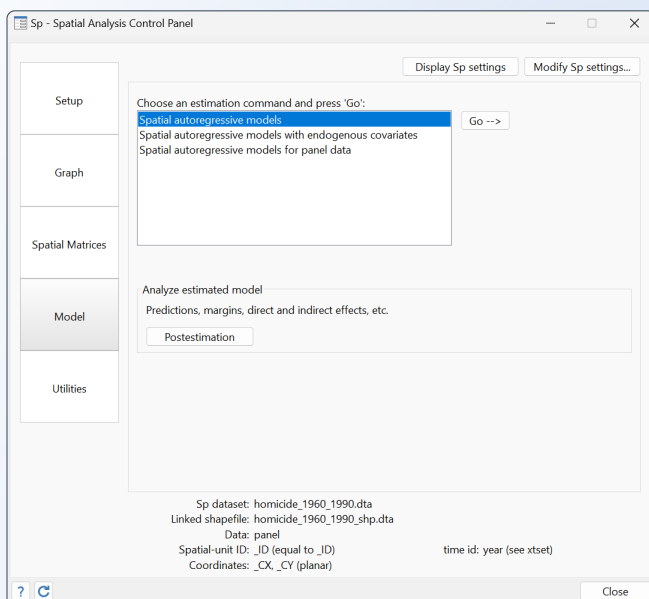 Sp - Spatial Analysis Control Panel
Display Sp settings
Modify Sp settings...
Setup
Graph
Spatial Matrices
Model
Utilities
Choose an estimation command and press 'Go':
Spatial autoregressive models
Spatial autoregressive models with endogenous covariates
Spatial autoregressive models for panel data
Go -->
Analyze estimated model
Predictions, margins, direct and indirect effects, etc.
Postestimation
Sp dataset: homicide_1960_1990.dta
Linked shapefile: homicide_1960_1990_shp.dta
Data: panel
Spatial-unit ID: _ID (equal to _ID) time id: year (see xtset)
Coordinates: _CX, _CY (planar)
?
Close